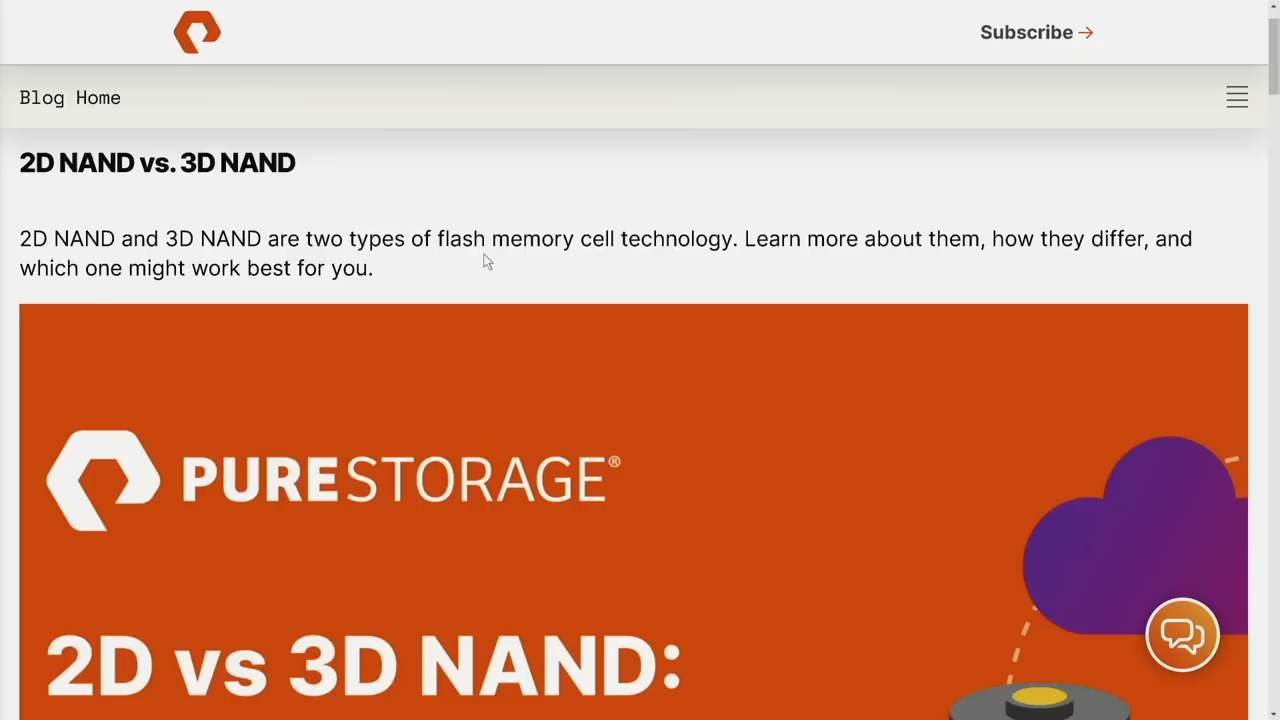 Subscribe →
Blog Home
2D NAND vs. 3D NAND
2D NAND and 3D NAND are two types of flash memory cell technology. Learn more about them, how they differ, and
which one might work best for you.
PURESTORAGE®
2D vs 3D NAND: